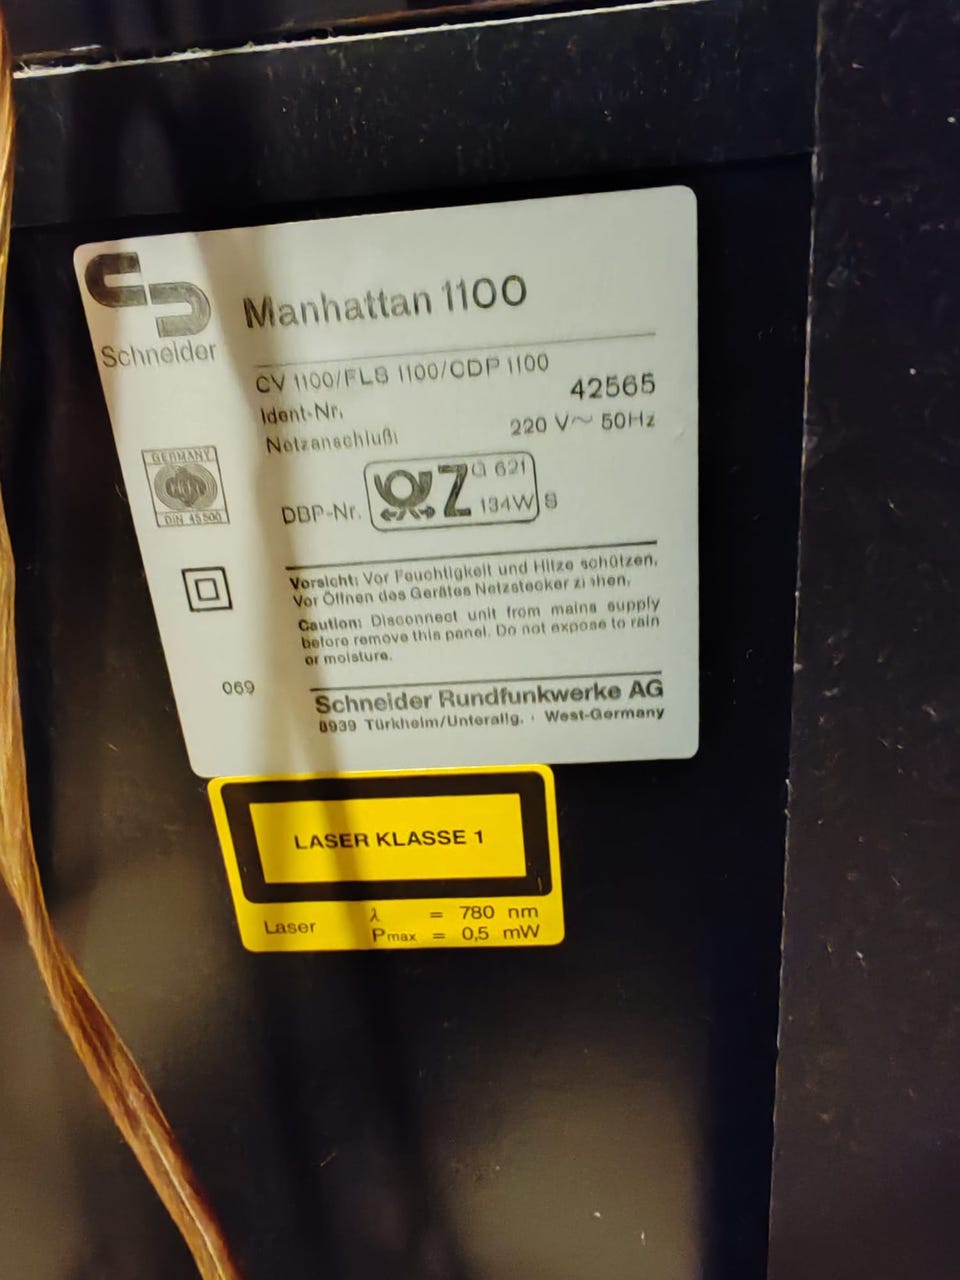 Schneider
Manhattan 1100
CV 1100/FLS 1100/CDP 1100
Ident-Nr. 42565
Netzanschluß: 220 V~ 50Hz
GERMANY
HiFi
DIN 45500
DBP-Nr. Z G 621
134W S
Vorsicht: Vor Feuchtigkeit und Hitze schützen.
Vor Öffnen des Gerätes Netzstecker ziehen.
Caution: Disconnect unit from mains supply
before remove this panel. Do not expose to rain
or moisture.
069
Schneider Rundfunkwerke AG
8939 Türkheim/Unterallg. · West-Germany
LASER KLASSE 1
Laser λ = 780 nm
Pmax = 0,5 mW